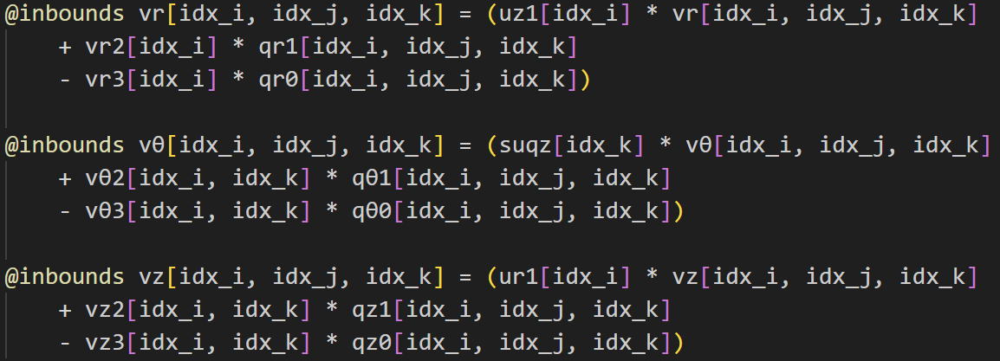 @inbounds vr[idx_i, idx_j, idx_k] = (uz1[idx_i] * vr[idx_i, idx_j, idx_k]
+ vr2[idx_i] * qr1[idx_i, idx_j, idx_k]
- vr3[idx_i] * qr0[idx_i, idx_j, idx_k])
@inbounds vθ[idx_i, idx_j, idx_k] = (suqz[idx_k] * vθ[idx_i, idx_j, idx_k]
+ vθ2[idx_i, idx_k] * qθ1[idx_i, idx_j, idx_k]
- vθ3[idx_i, idx_k] * qθ0[idx_i, idx_j, idx_k])
@inbounds vz[idx_i, idx_j, idx_k] = (ur1[idx_i] * vz[idx_i, idx_j, idx_k]
+ vz2[idx_i, idx_k] * qz1[idx_i, idx_j, idx_k]
- vz3[idx_i, idx_k] * qz0[idx_i, idx_j, idx_k])